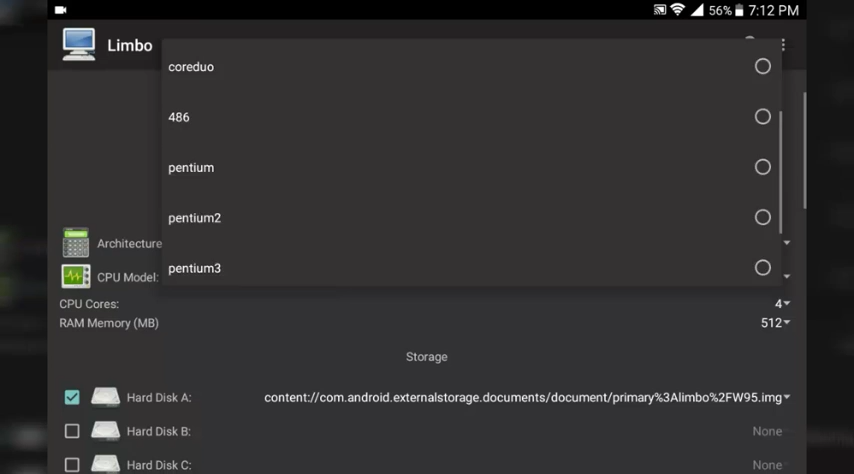 56% 7:12 PM
Limbo
coreduo
486
pentium
pentium2
pentium3
Architecture
CPU Model:
CPU Cores: 4
RAM Memory (MB) 512
Storage
Hard Disk A: content://com.android.externalstorage.documents/document/primary%3Alimbo%2FW95.img
Hard Disk B: None
Hard Disk C: None